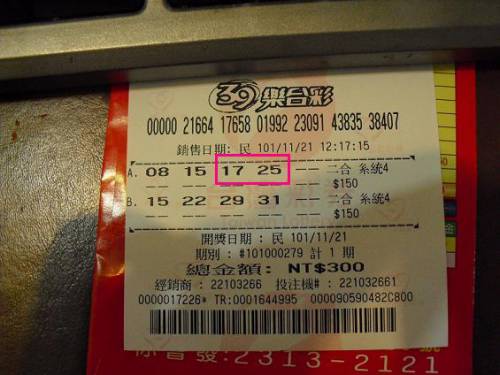 39樂合彩
00000 21664 17658 01992 23091 43835 38407
銷售日期: 民 101/11/21 12:17:15
A. 08 15 17 25 -- 二合 系統4
-- -- -- -- -- $150
B. 15 22 29 31 -- 二合 系統4
-- -- -- -- -- $150
開獎日期 : 民 101/11/21
期別 : #101000279 計 1 期
總金額: NT$300
經銷商 : 22103266 投注機# : 221032661
0000017226* TR:0001644995 000090590482C800
2313-2121